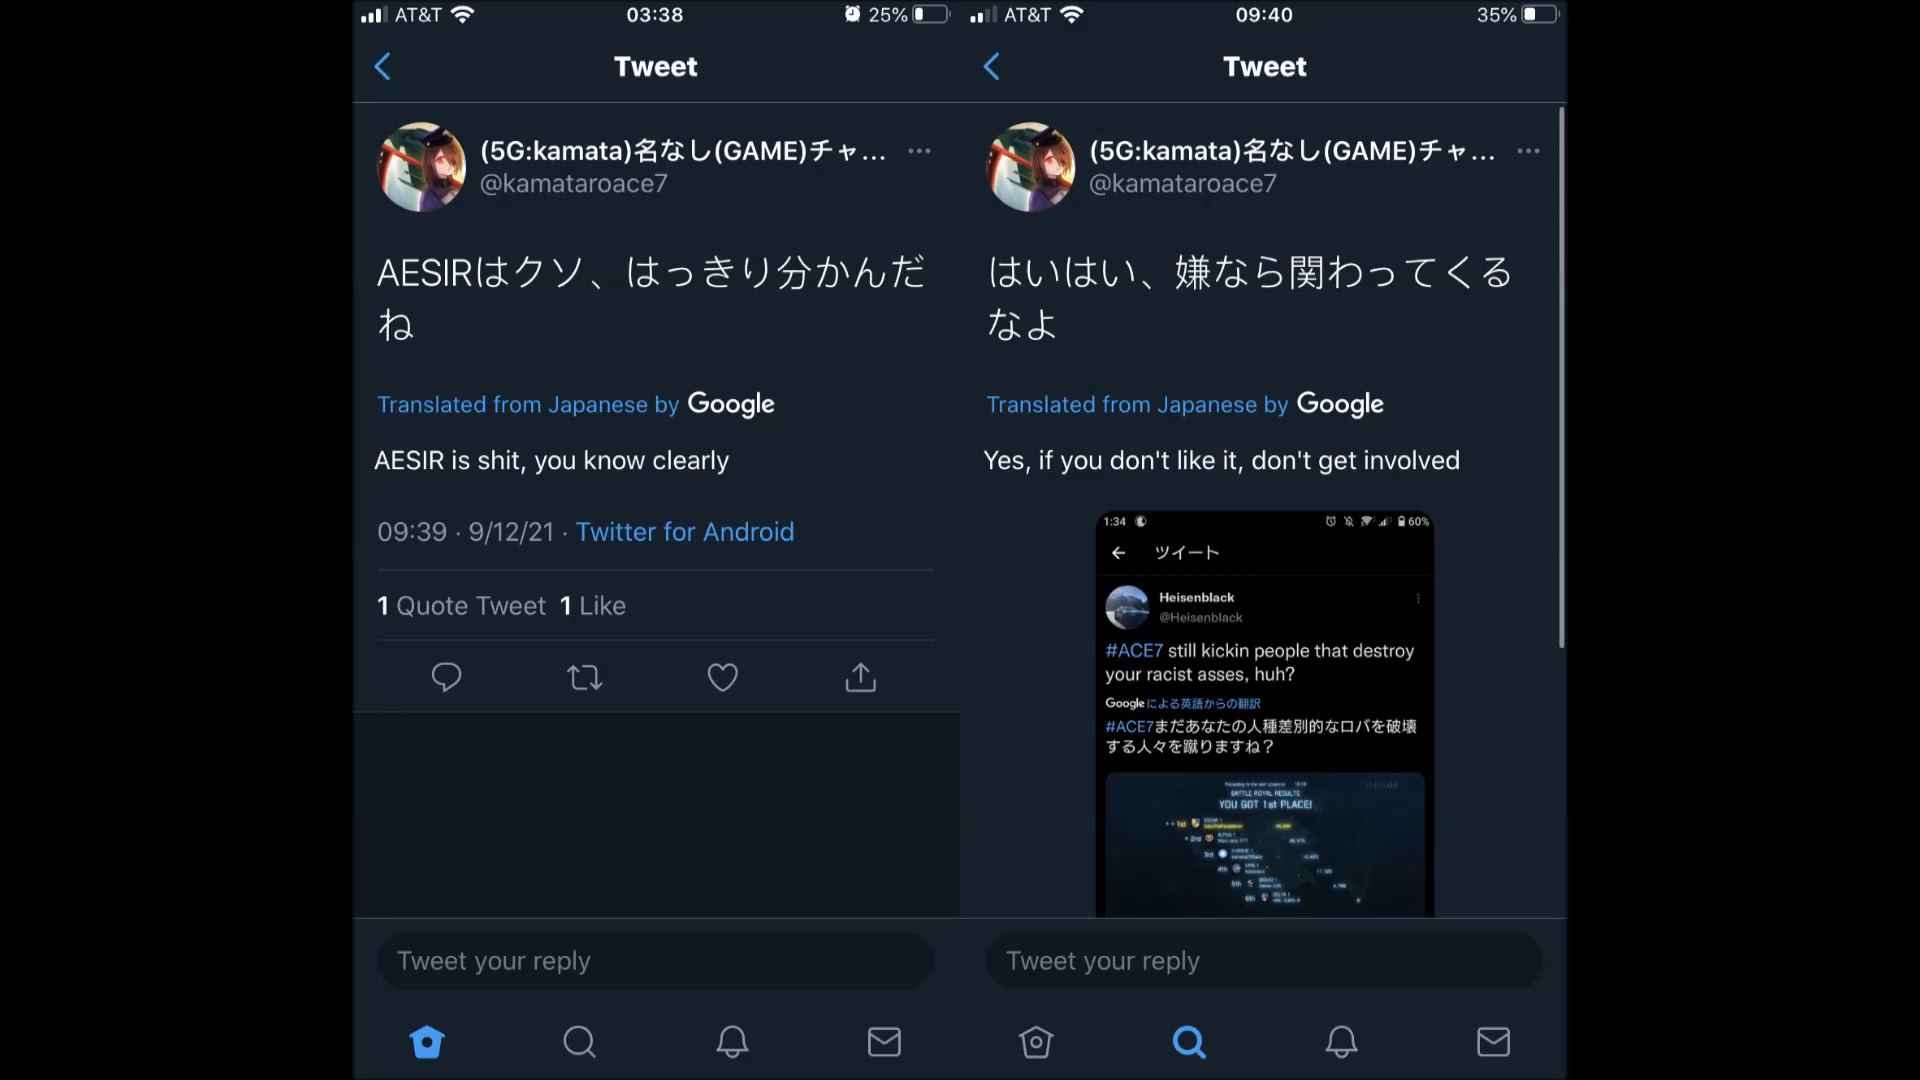 AT&T 03:38 25%
Tweet
(5G:kamata)名なし(GAME)チャ...
@kamataroace7
AESIRはクソ、はっきり分かんだ
ね
Translated from Japanese by Google
AESIR is shit, you know clearly
09:39 · 9/12/21 · Twitter for Android
1 Quote Tweet 1 Like
Tweet your reply
AT&T 09:40 35%
Tweet
(5G:kamata)名なし(GAME)チャ...
@kamataroace7
はいはい、嫌なら関わってくる
なよ
Translated from Japanese by Google
Yes, if you don't like it, don't get involved
1:34 60%
ツイート
Heisenblack
@Heisenblack
#ACE7 still kickin people that destroy
your racist asses, huh?
Googleによる英語からの翻訳
#ACE7まだあなたの人種差別的なロバを破壊
する人々を蹴りますね？
BATTLE ROYAL RESULTS
YOU GOT 1st PLACE!
1st
2nd
3rd
4th
5th
6th
Tweet your reply